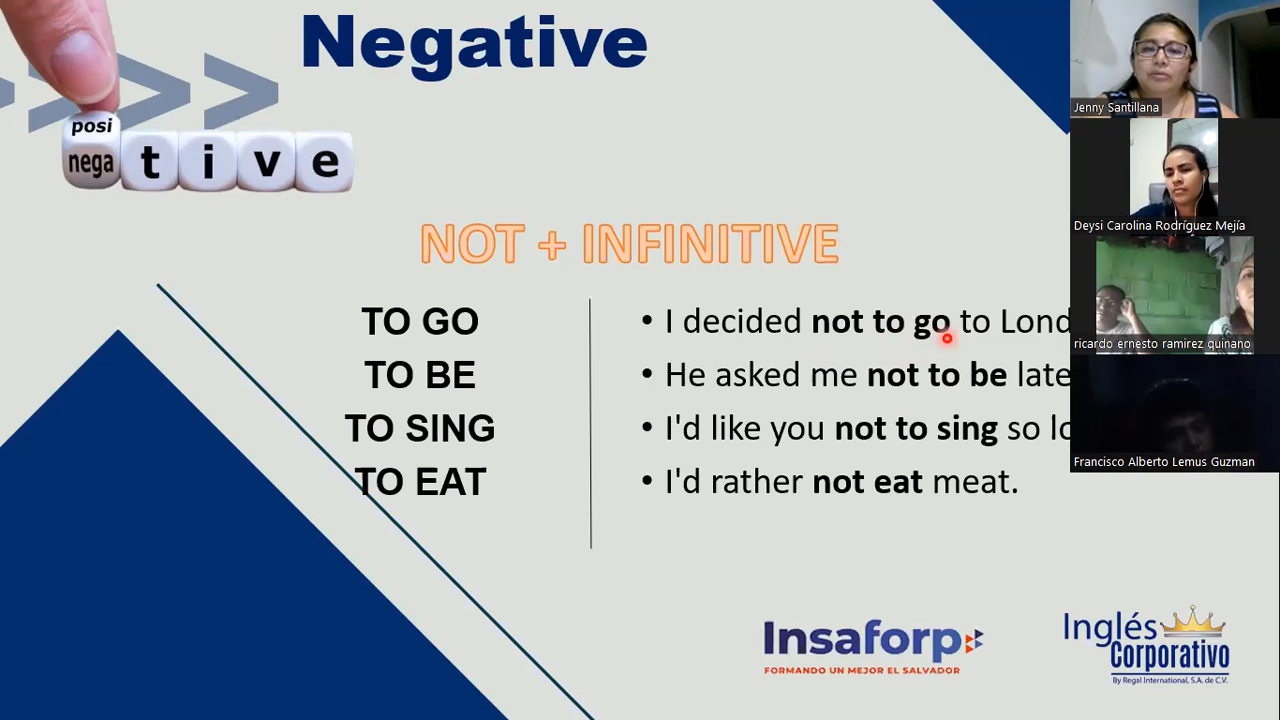 Negative
posi
nega
t i v e
NOT + INFINITIVE
TO GO
TO BE
TO SING
TO EAT
• I decided not to go to Lond
• He asked me not to be late
• I'd like you not to sing so lo
• I'd rather not eat meat.
Insaforp
FORMANDO UN MEJOR EL SALVADOR
Inglés
Corporativo
By Regal International, S.A. de C.V.
Jenny Santillana
Deysi Carolina Rodríguez Mejía
ricardo ernesto ramirez quinano
Francisco Alberto Lemus Guzman